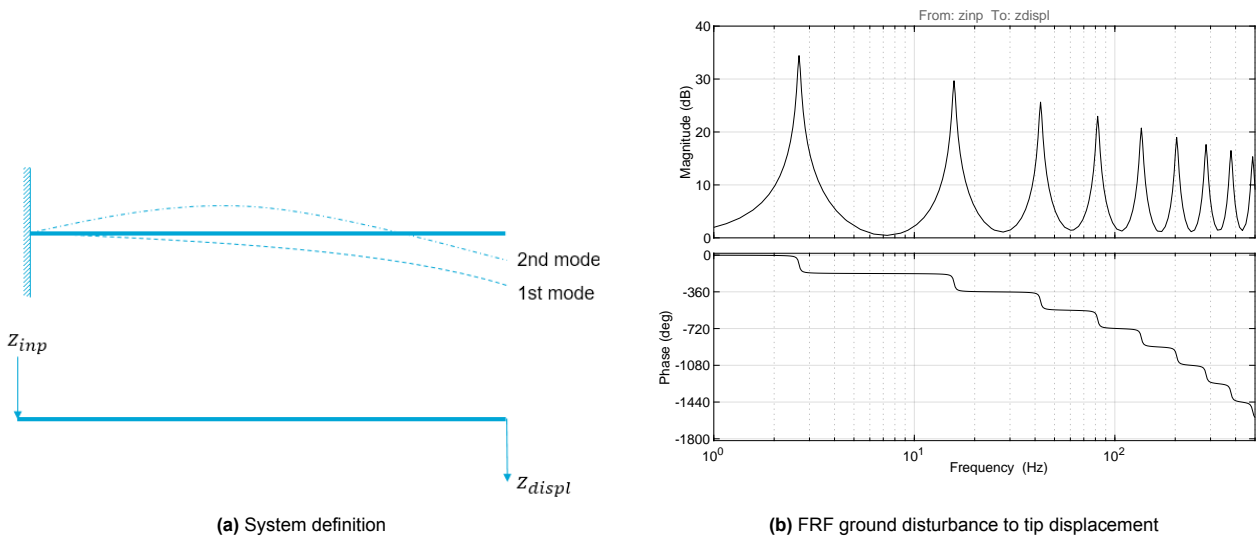 2nd mode
1st mode
z_inp
z_displ
(a) System definition
From: zinp To: zdispl
Magnitude (dB)
40
30
20
10
0
Phase (deg)
0
-360
-720
-1080
-1440
-1800
10^0
10^1
10^2
Frequency (Hz)
(b) FRF ground disturbance to tip displacement